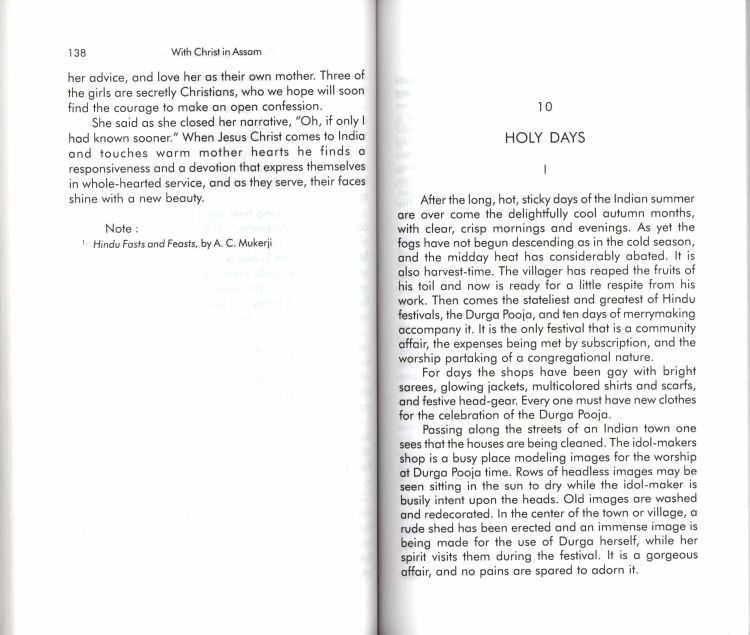 138
With Christ in Assam
her advice, and love her as their own mother. Three of
the girls are secretly Christians, who we hope will soon
find the courage to make an open confession.
She said as she closed her narrative, "Oh, if only I
had known sooner." When Jesus Christ comes to India
and touches warm mother hearts he finds a
responsiveness and a devotion that express themselves
in whole-hearted service, and as they serve, their faces
shine with a new beauty.
Note :
1. Hindu Fasts and Feasts, by A. C. Mukerji
10
HOLY DAYS
I
After the long, hot, sticky days of the Indian summer
are over come the delightfully cool autumn months,
with clear, crisp mornings and evenings. As yet the
fogs have not begun descending as in the cold season,
and the midday heat has considerably abated. It is
also harvest-time. The villager has reaped the fruits of
his toil and now is ready for a little respite from his
work. Then comes the stateliest and greatest of Hindu
festivals, the Durga Pooja, and ten days of merrymaking
accompany it. It is the only festival that is a community
affair, the expenses being met by subscription, and the
worship partaking of a congregational nature.
For days the shops have been gay with bright
sarees, glowing jackets, multicolored shirts and scarfs,
and festive head-gear. Every one must have new clothes
for the celebration of the Durga Pooja.
Passing along the streets of an Indian town one
sees that the houses are being cleaned. The idol-makers
shop is a busy place modeling images for the worship
at Durga Pooja time. Rows of headless images may be
seen sitting in the sun to dry while the idol-maker is
busily intent upon the heads. Old images are washed
and redecorated. In the center of the town or village, a
rude shed has been erected and an immense image is
being made for the use of Durga herself, while her
spirit visits them during the festival. It is a gorgeous
affair, and no pains are spared to adorn it.